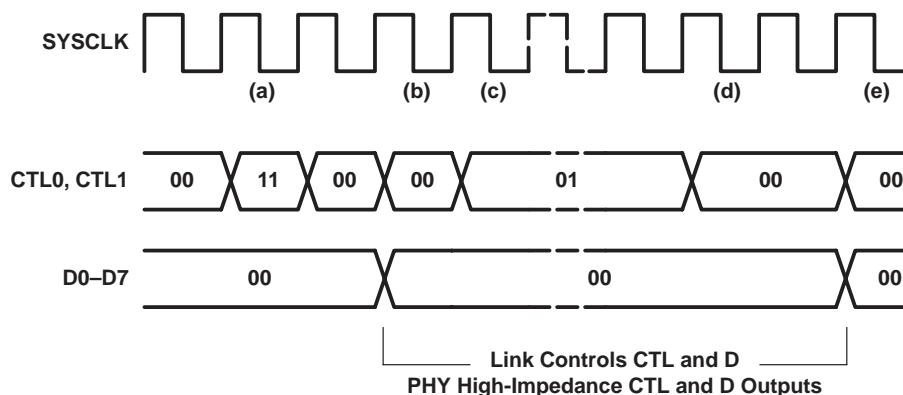 SYSCLK
(a) (b) (c) (d) (e)
CTL0, CTL1 00 11 00 00 01 00 00
D0–D7 00 00 00
Link Controls CTL and D
PHY High-Impedance CTL and D Outputs